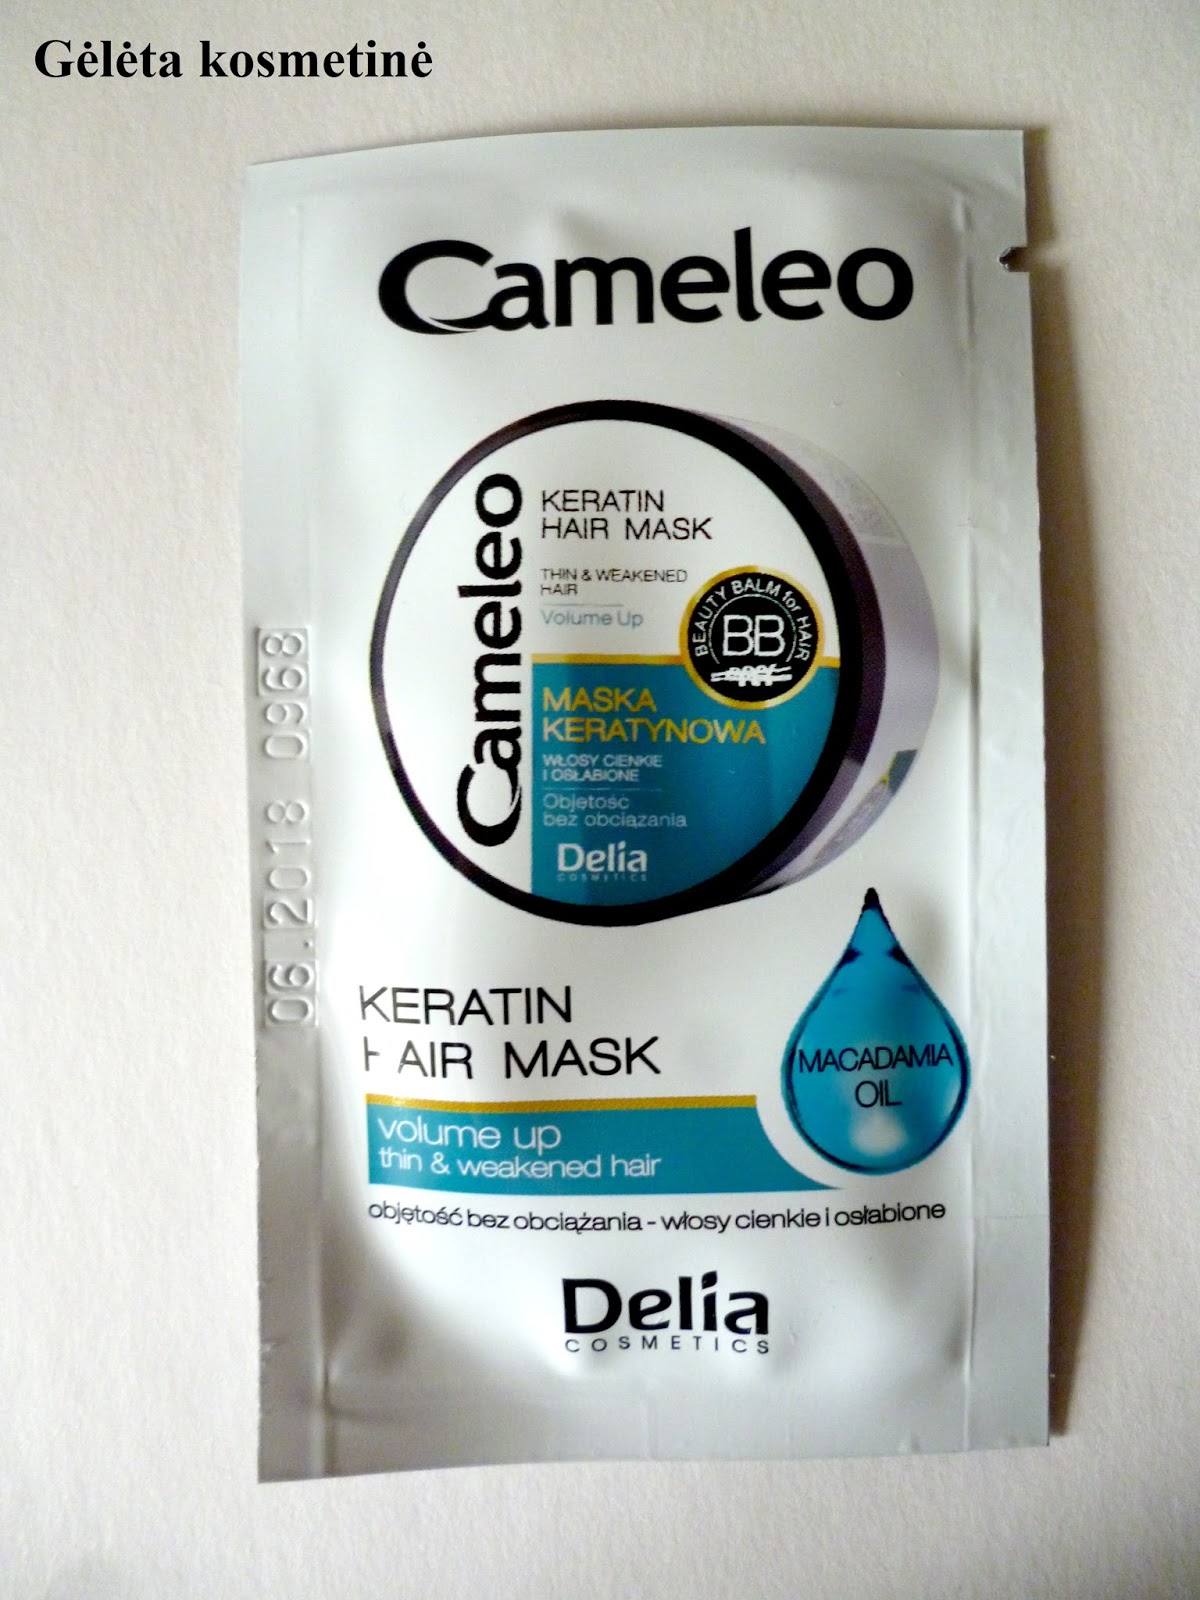 Gėlėta kosmetinė
Cameleo
Cameleo
KERATIN
HAIR MASK
THIN & WEAKENED
HAIR
Volume Up
BEAUTY BALM for HAIR
BB
MASKA
KERATYNOWA
WŁOSY CIENKIE
I OSŁABIONE
Objętość
bez obciążania
Delia
COSMETICS
06.2018 0968
KERATIN
HAIR MASK
MACADAMIA
OIL
volume up
thin & weakened hair
objętość bez obciążania - włosy cienkie i osłabione
Delia
COSMETICS